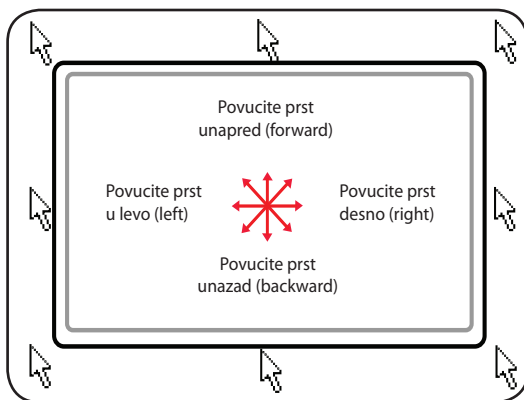 Povucite prst
unapred (forward)
Povucite prst
u levo (left)
Povucite prst
desno (right)
Povucite prst
unazad (backward)